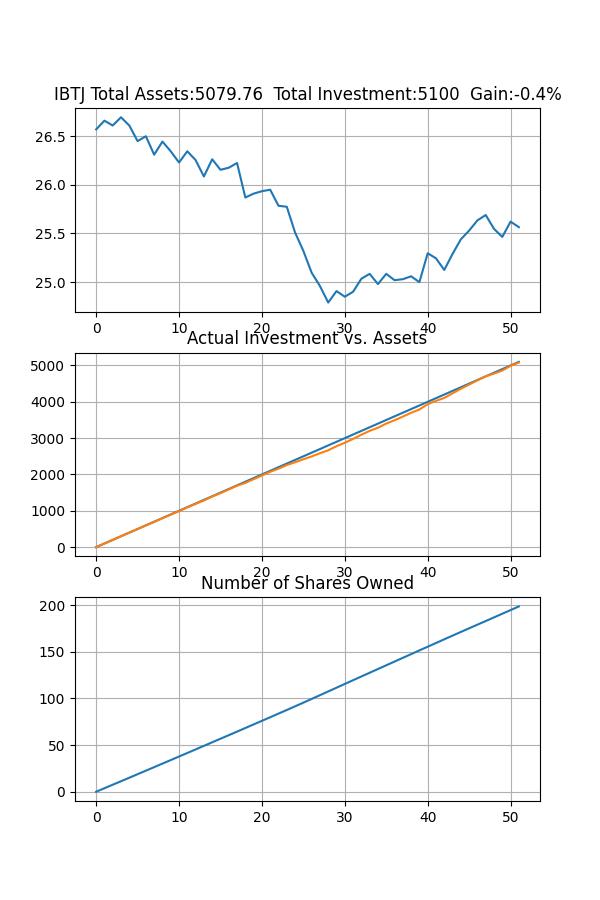 IBTJ Total Assets:5079.76  Total Investment:5100  Gain:-0.4%
26.5
26.0
25.5
25.0
0 10 20 30 40 50
Actual Investment vs. Assets
5000
4000
3000
2000
1000
0
0 10 20 30 40 50
Number of Shares Owned
200
150
100
50
0
0 10 20 30 40 50